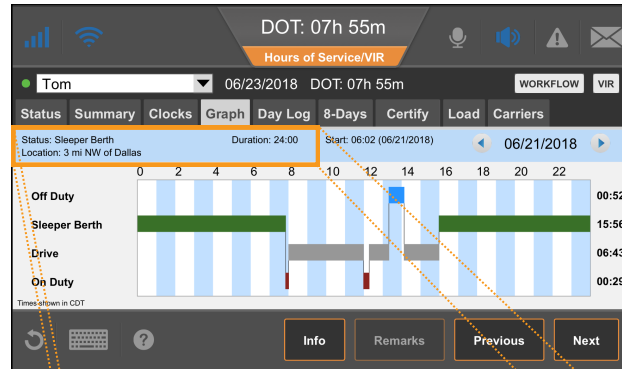 DOT: 07h 55m
Hours of Service/VIR
Tom 06/23/2018 DOT: 07h 55m WORKFLOW VIR
Status Summary Clocks Graph Day Log 8-Days Certify Load Carriers
Status: Sleeper Berth Duration: 24:00 Start: 06:02 (06/21/2018) 06/21/2018
Location: 3 mi NW of Dallas
0 2 4 6 8 10 12 14 16 18 20 22
Off Duty 00:52
Sleeper Berth 15:56
Drive 06:43
On Duty 00:29
Times shown in CDT
? Info Remarks Previous Next